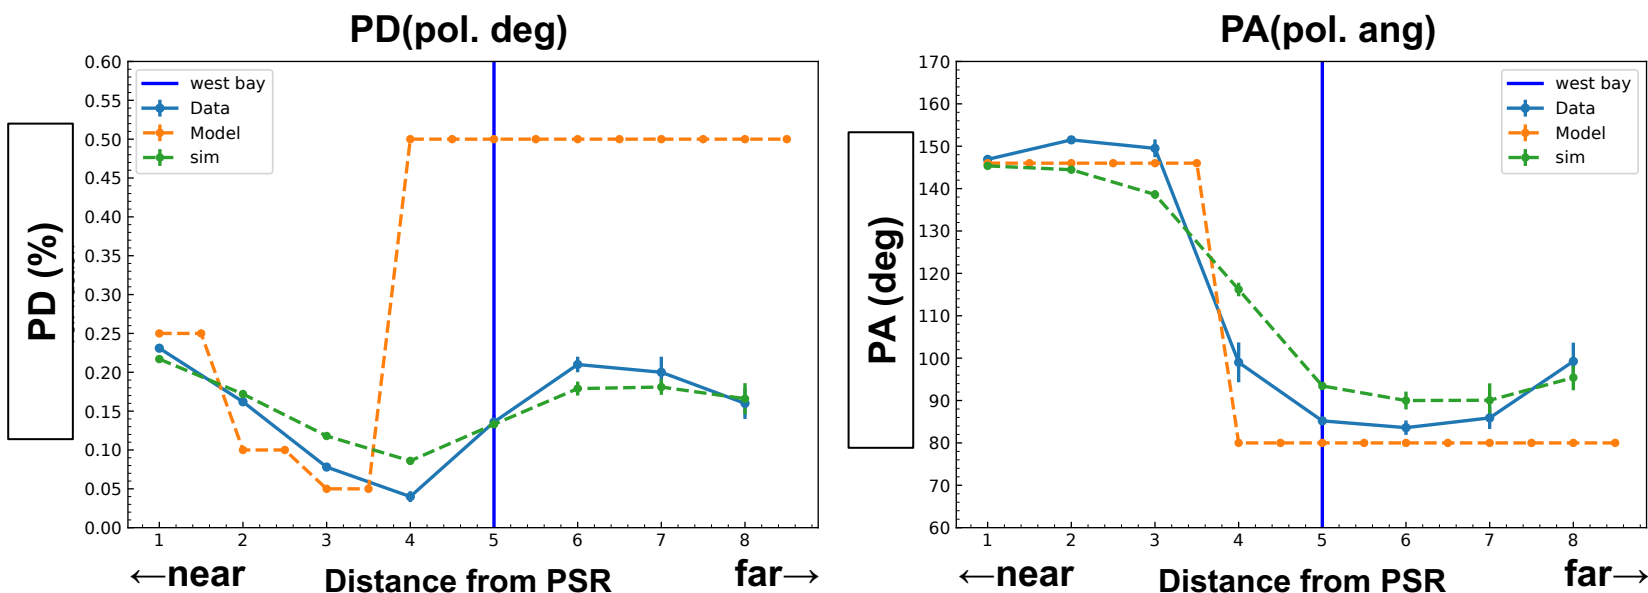 PD(pol. deg)
PD (%)
0.60
0.55
0.50
0.45
0.40
0.35
0.30
0.25
0.20
0.15
0.10
0.05
0.00
west bay
Data
Model
sim
1 2 3 4 5 6 7 8
←near Distance from PSR far→
PA(pol. ang)
PA (deg)
170
160
150
140
130
120
110
100
90
80
70
60
west bay
Data
Model
sim
1 2 3 4 5 6 7 8
←near Distance from PSR far→